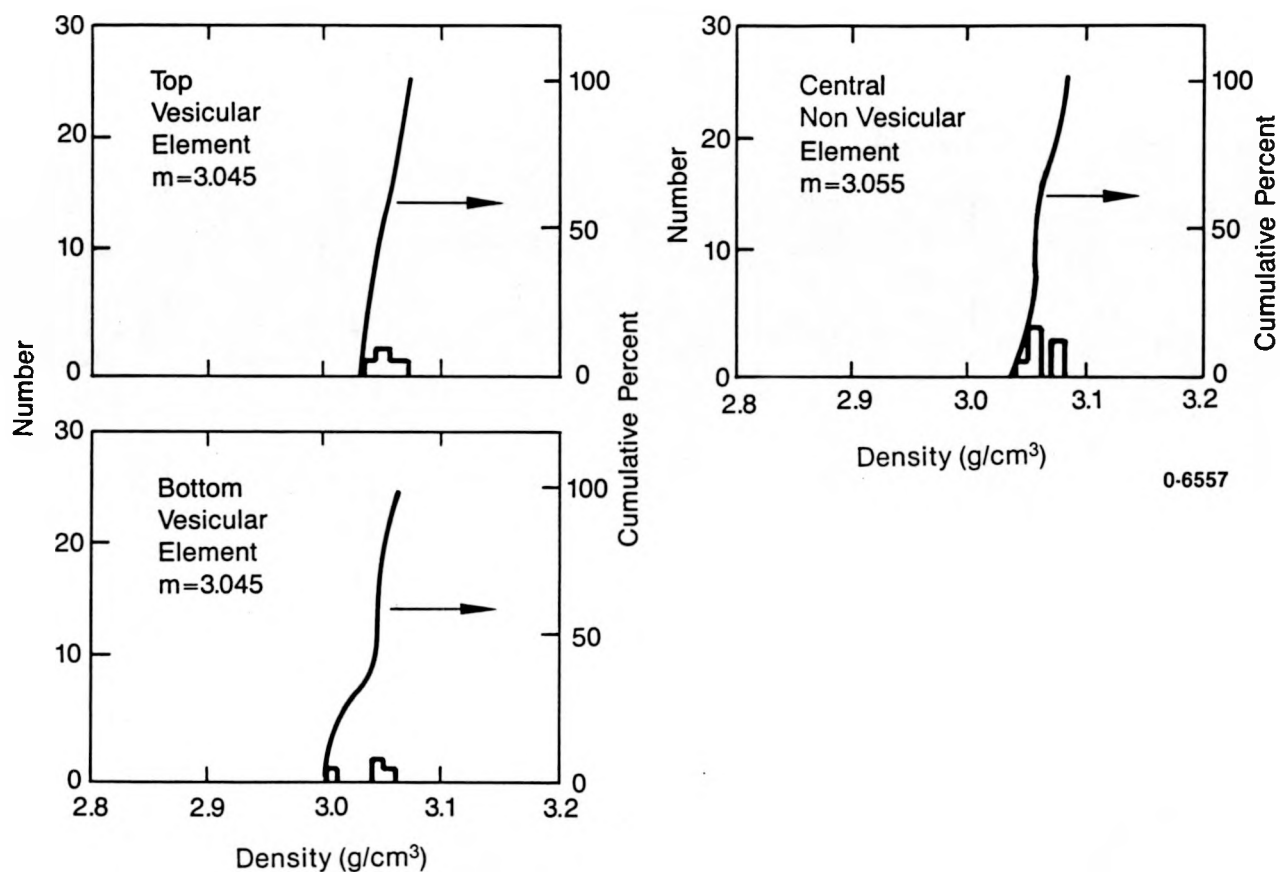 30
20
10
0
Number
Top
Vesicular
Element
m=3.045
100
50
0
Cumulative Percent
30
20
10
0
Bottom
Vesicular
Element
m=3.045
100
50
0
2.8
2.9
3.0
3.1
3.2
Density (g/cm³)
30
20
10
0
Number
Central
Non Vesicular
Element
m=3.055
100
50
0
Cumulative Percent
2.8
2.9
3.0
3.1
3.2
Density (g/cm³)
0-6557